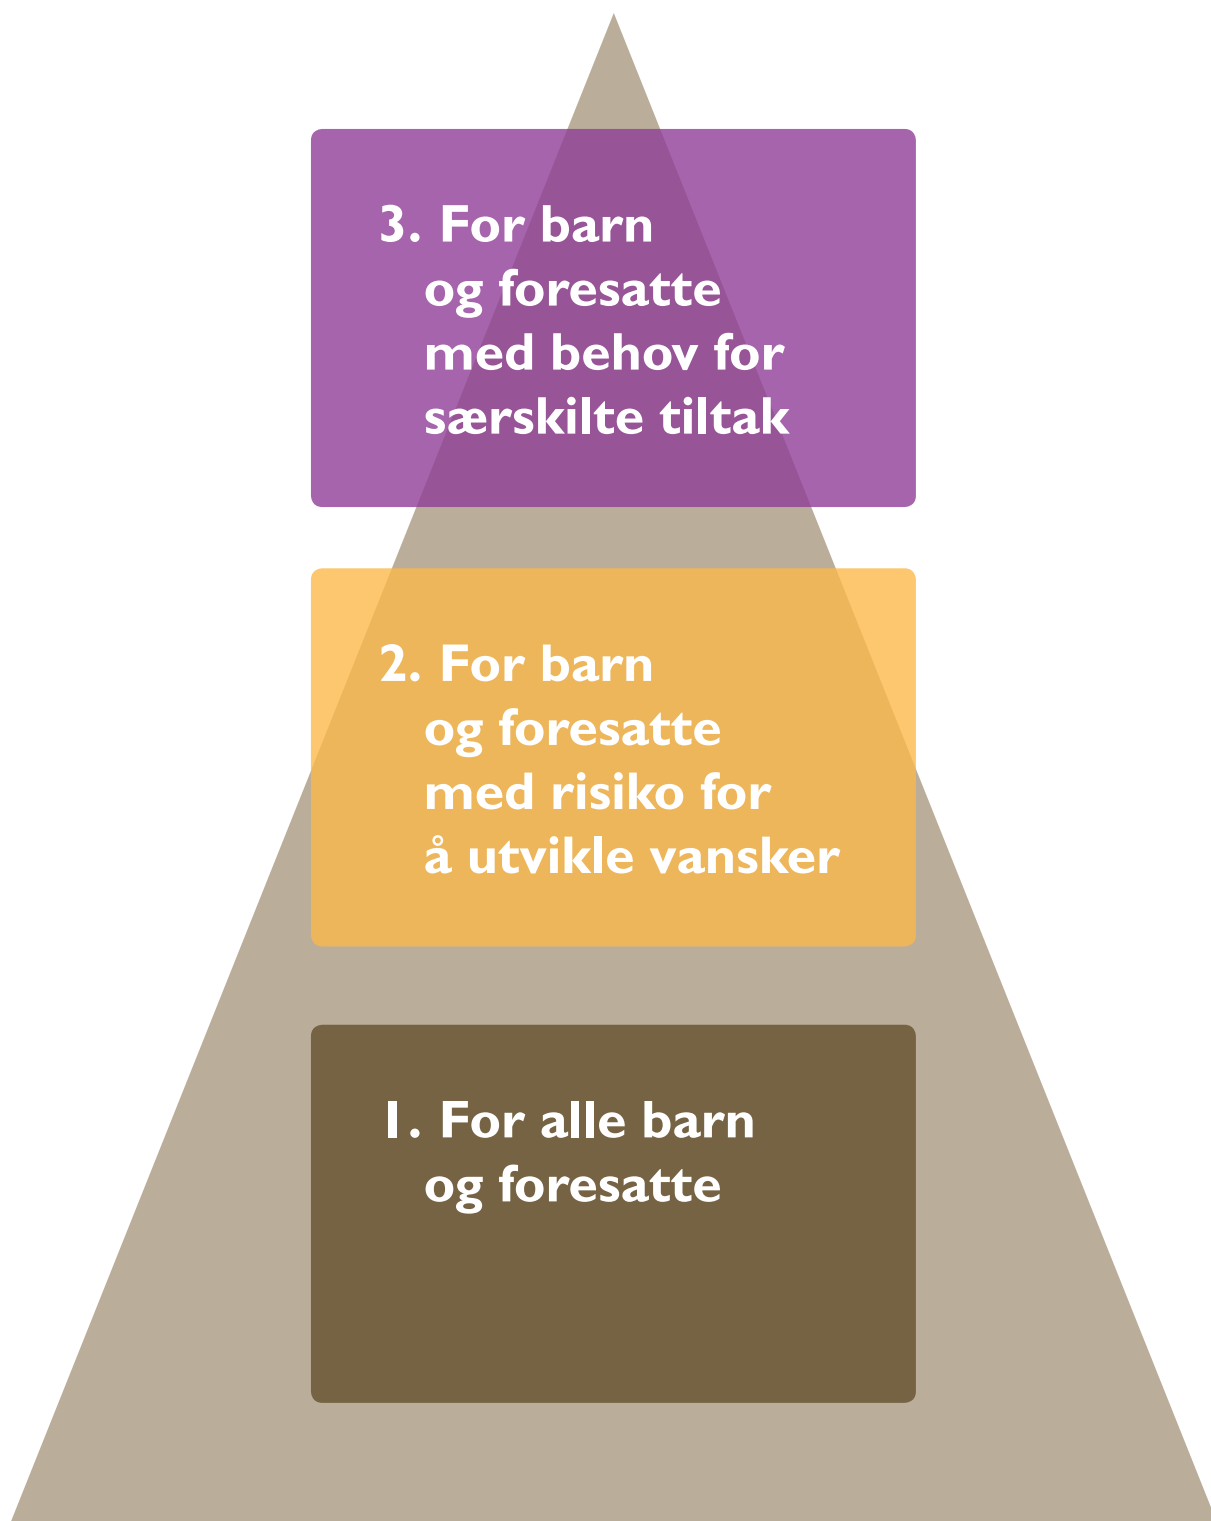 3. For barn
og foresatte
med behov for
særskilte tiltak
2. For barn
og foresatte
med risiko for
å utvikle vansker
1. For alle barn
og foresatte